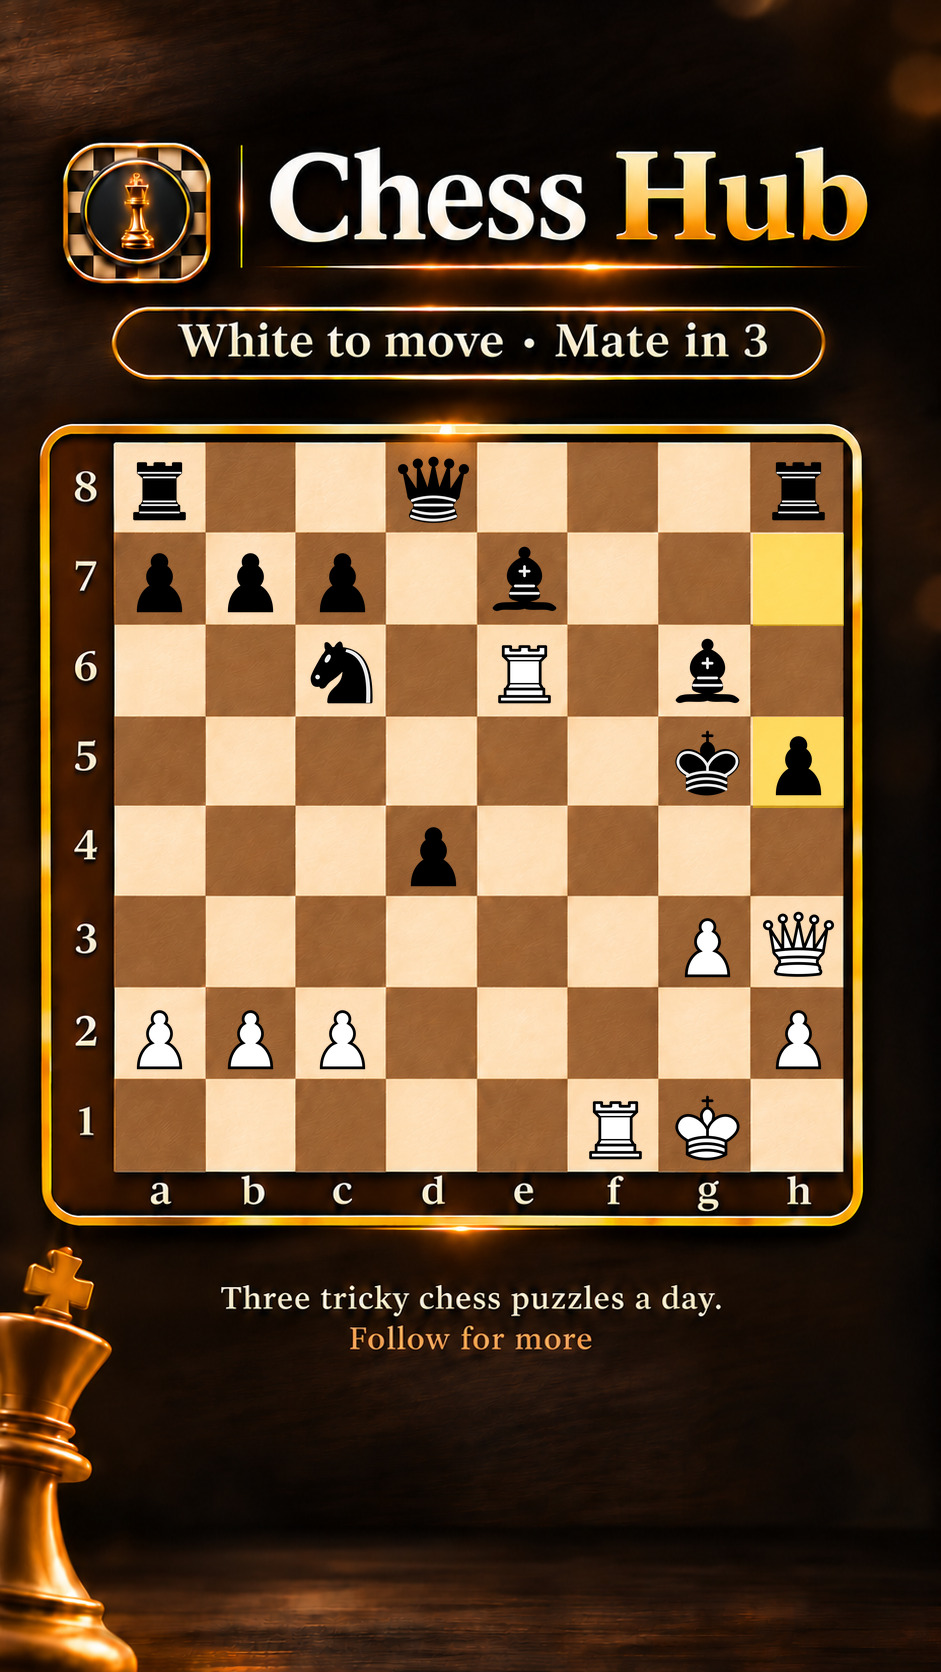 Chess Hub
White to move • Mate in 3
8
7
6
5
4
3
2
1
a b c d e f g h
Three tricky chess puzzles a day.
Follow for more